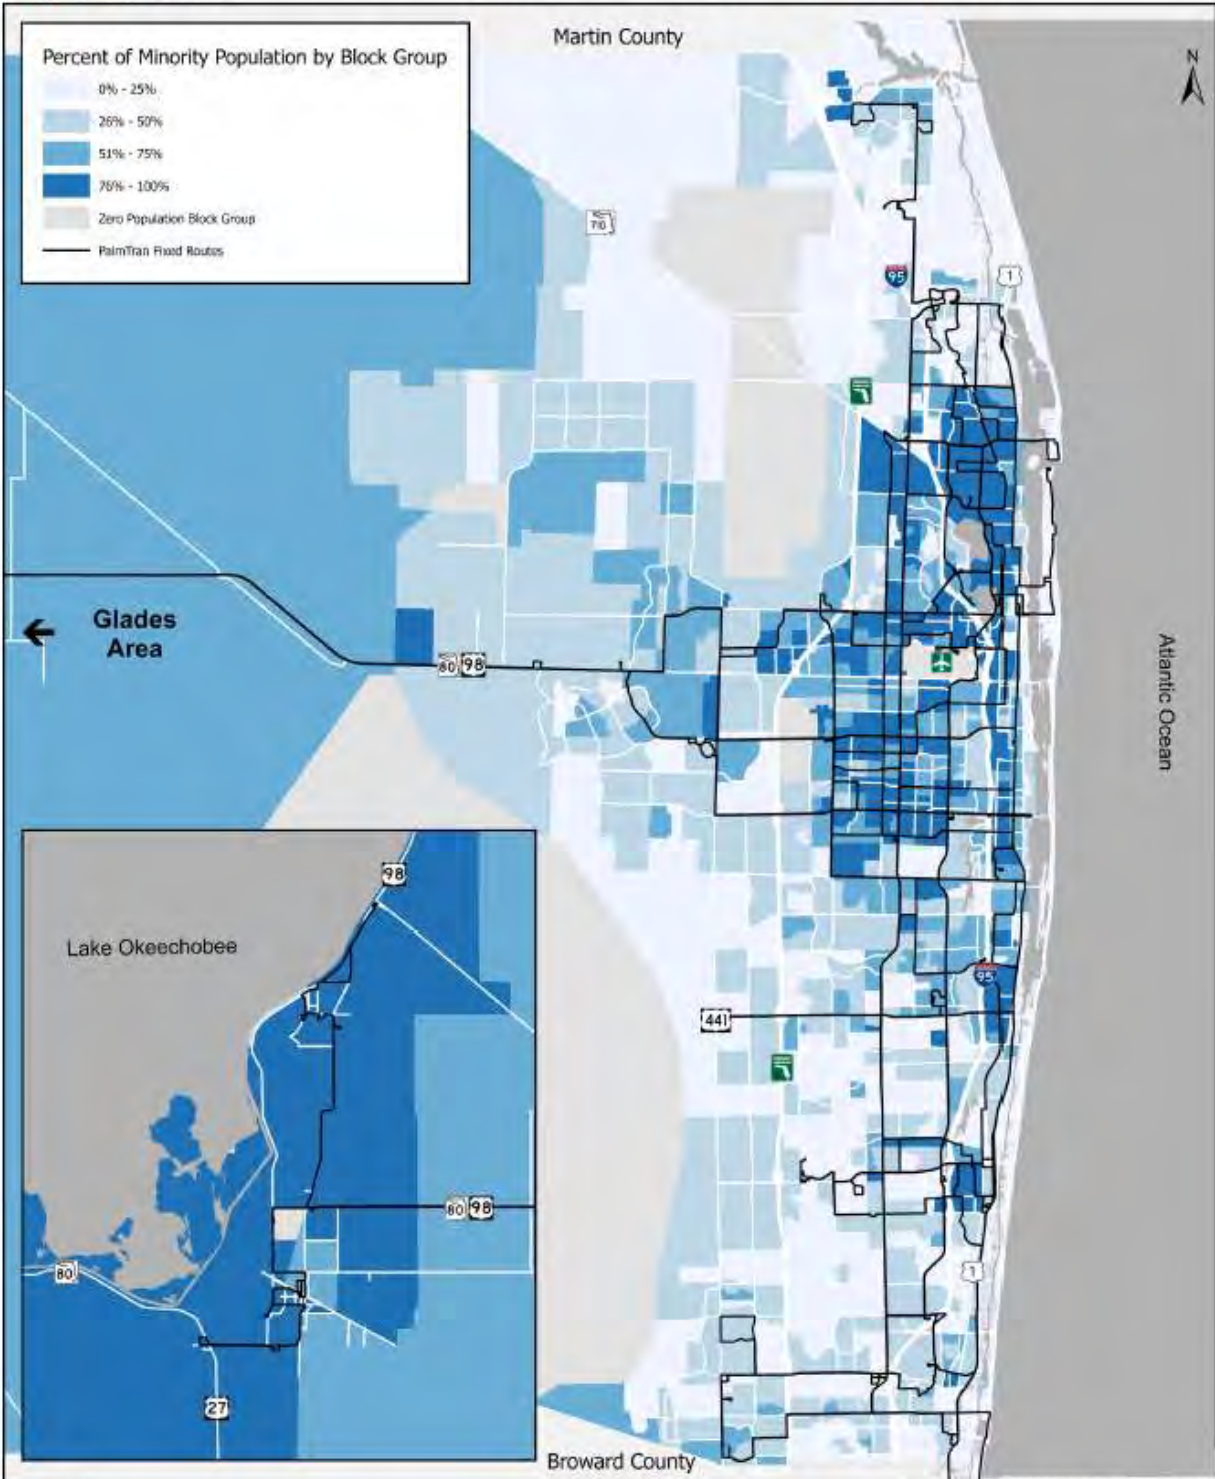 Martin County
N
Percent of Minority Population by Block Group
0% - 25%
26% - 50%
51% - 75%
76% - 100%
Zero Population Block Group
PalmTran Fixed Routes
710
95
1
Glades
Area
80 98
Atlantic Ocean
98
Lake Okeechobee
95
441
80 98
80
1
27
Broward County